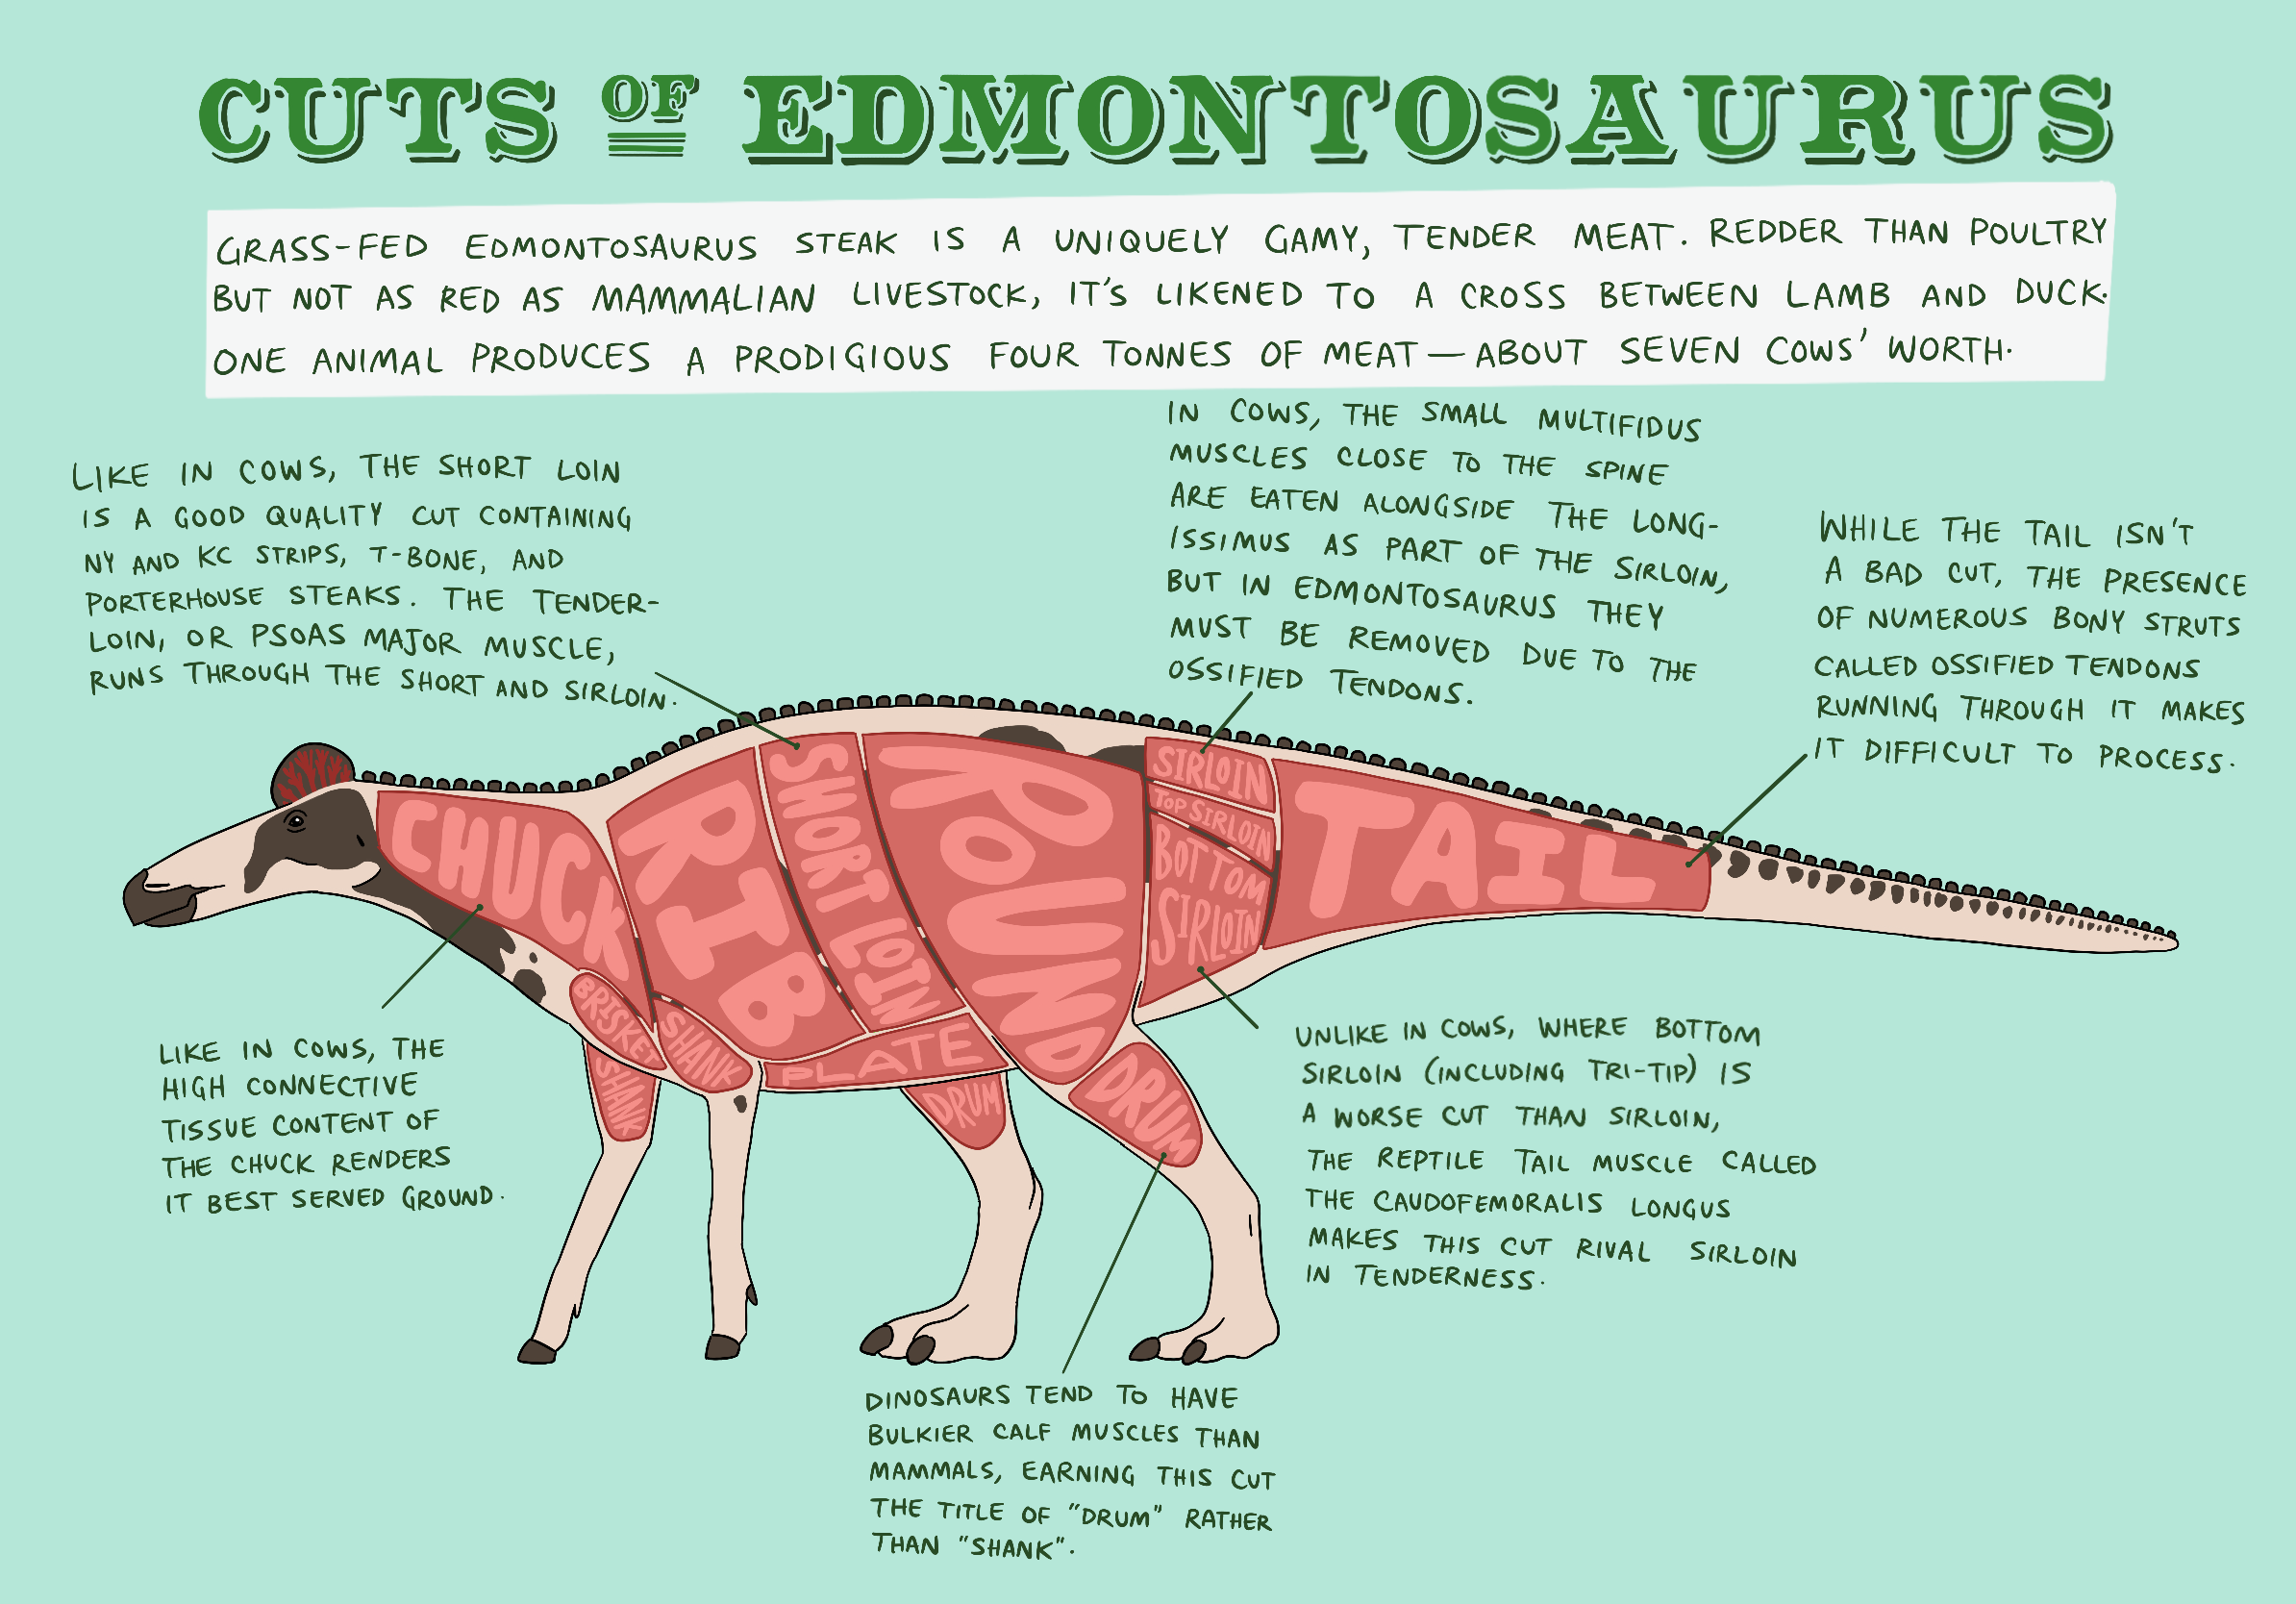 CUTS OF EDMONTOSAURUS
GRASS-FED EDMONTOSAURUS STEAK IS A UNIQUELY GAMY, TENDER MEAT. REDDER THAN POULTRY
BUT NOT AS RED AS MAMMALIAN LIVESTOCK, IT'S LIKENED TO A CROSS BETWEEN LAMB AND DUCK.
ONE ANIMAL PRODUCES A PRODIGIOUS FOUR TONNES OF MEAT — ABOUT SEVEN COWS' WORTH.
LIKE IN COWS, THE SHORT LOIN
IS A GOOD QUALITY CUT CONTAINING
NY AND KC STRIPS, T-BONE, AND
PORTERHOUSE STEAKS. THE TENDER-
LOIN, OR PSOAS MAJOR MUSCLE,
RUNS THROUGH THE SHORT AND SIRLOIN.
IN COWS, THE SMALL MULTIFIDUS
MUSCLES CLOSE TO THE SPINE
ARE EATEN ALONGSIDE THE LONG-
ISSIMUS AS PART OF THE SIRLOIN,
BUT IN EDMONTOSAURUS THEY
MUST BE REMOVED DUE TO THE
OSSIFIED TENDONS.
WHILE THE TAIL ISN'T
A BAD CUT, THE PRESENCE
OF NUMEROUS BONY STRUTS
CALLED OSSIFIED TENDONS
RUNNING THROUGH IT MAKES
IT DIFFICULT TO PROCESS.
CHUCK
RIB
SHORT LOIN
ROUND
SIRLOIN
TOP SIRLOIN
BOTTOM
SIRLOIN
TAIL
BRISKET
SHANK
SHANK
PLATE
DRUM
DRUM
LIKE IN COWS, THE
HIGH CONNECTIVE
TISSUE CONTENT OF
THE CHUCK RENDERS
IT BEST SERVED GROUND.
UNLIKE IN COWS, WHERE BOTTOM
SIRLOIN (INCLUDING TRI-TIP) IS
A WORSE CUT THAN SIRLOIN,
THE REPTILE TAIL MUSCLE CALLED
THE CAUDOFEMORALIS LONGUS
MAKES THIS CUT RIVAL SIRLOIN
IN TENDERNESS.
DINOSAURS TEND TO HAVE
BULKIER CALF MUSCLES THAN
MAMMALS, EARNING THIS CUT
THE TITLE OF "DRUM" RATHER
THAN "SHANK".